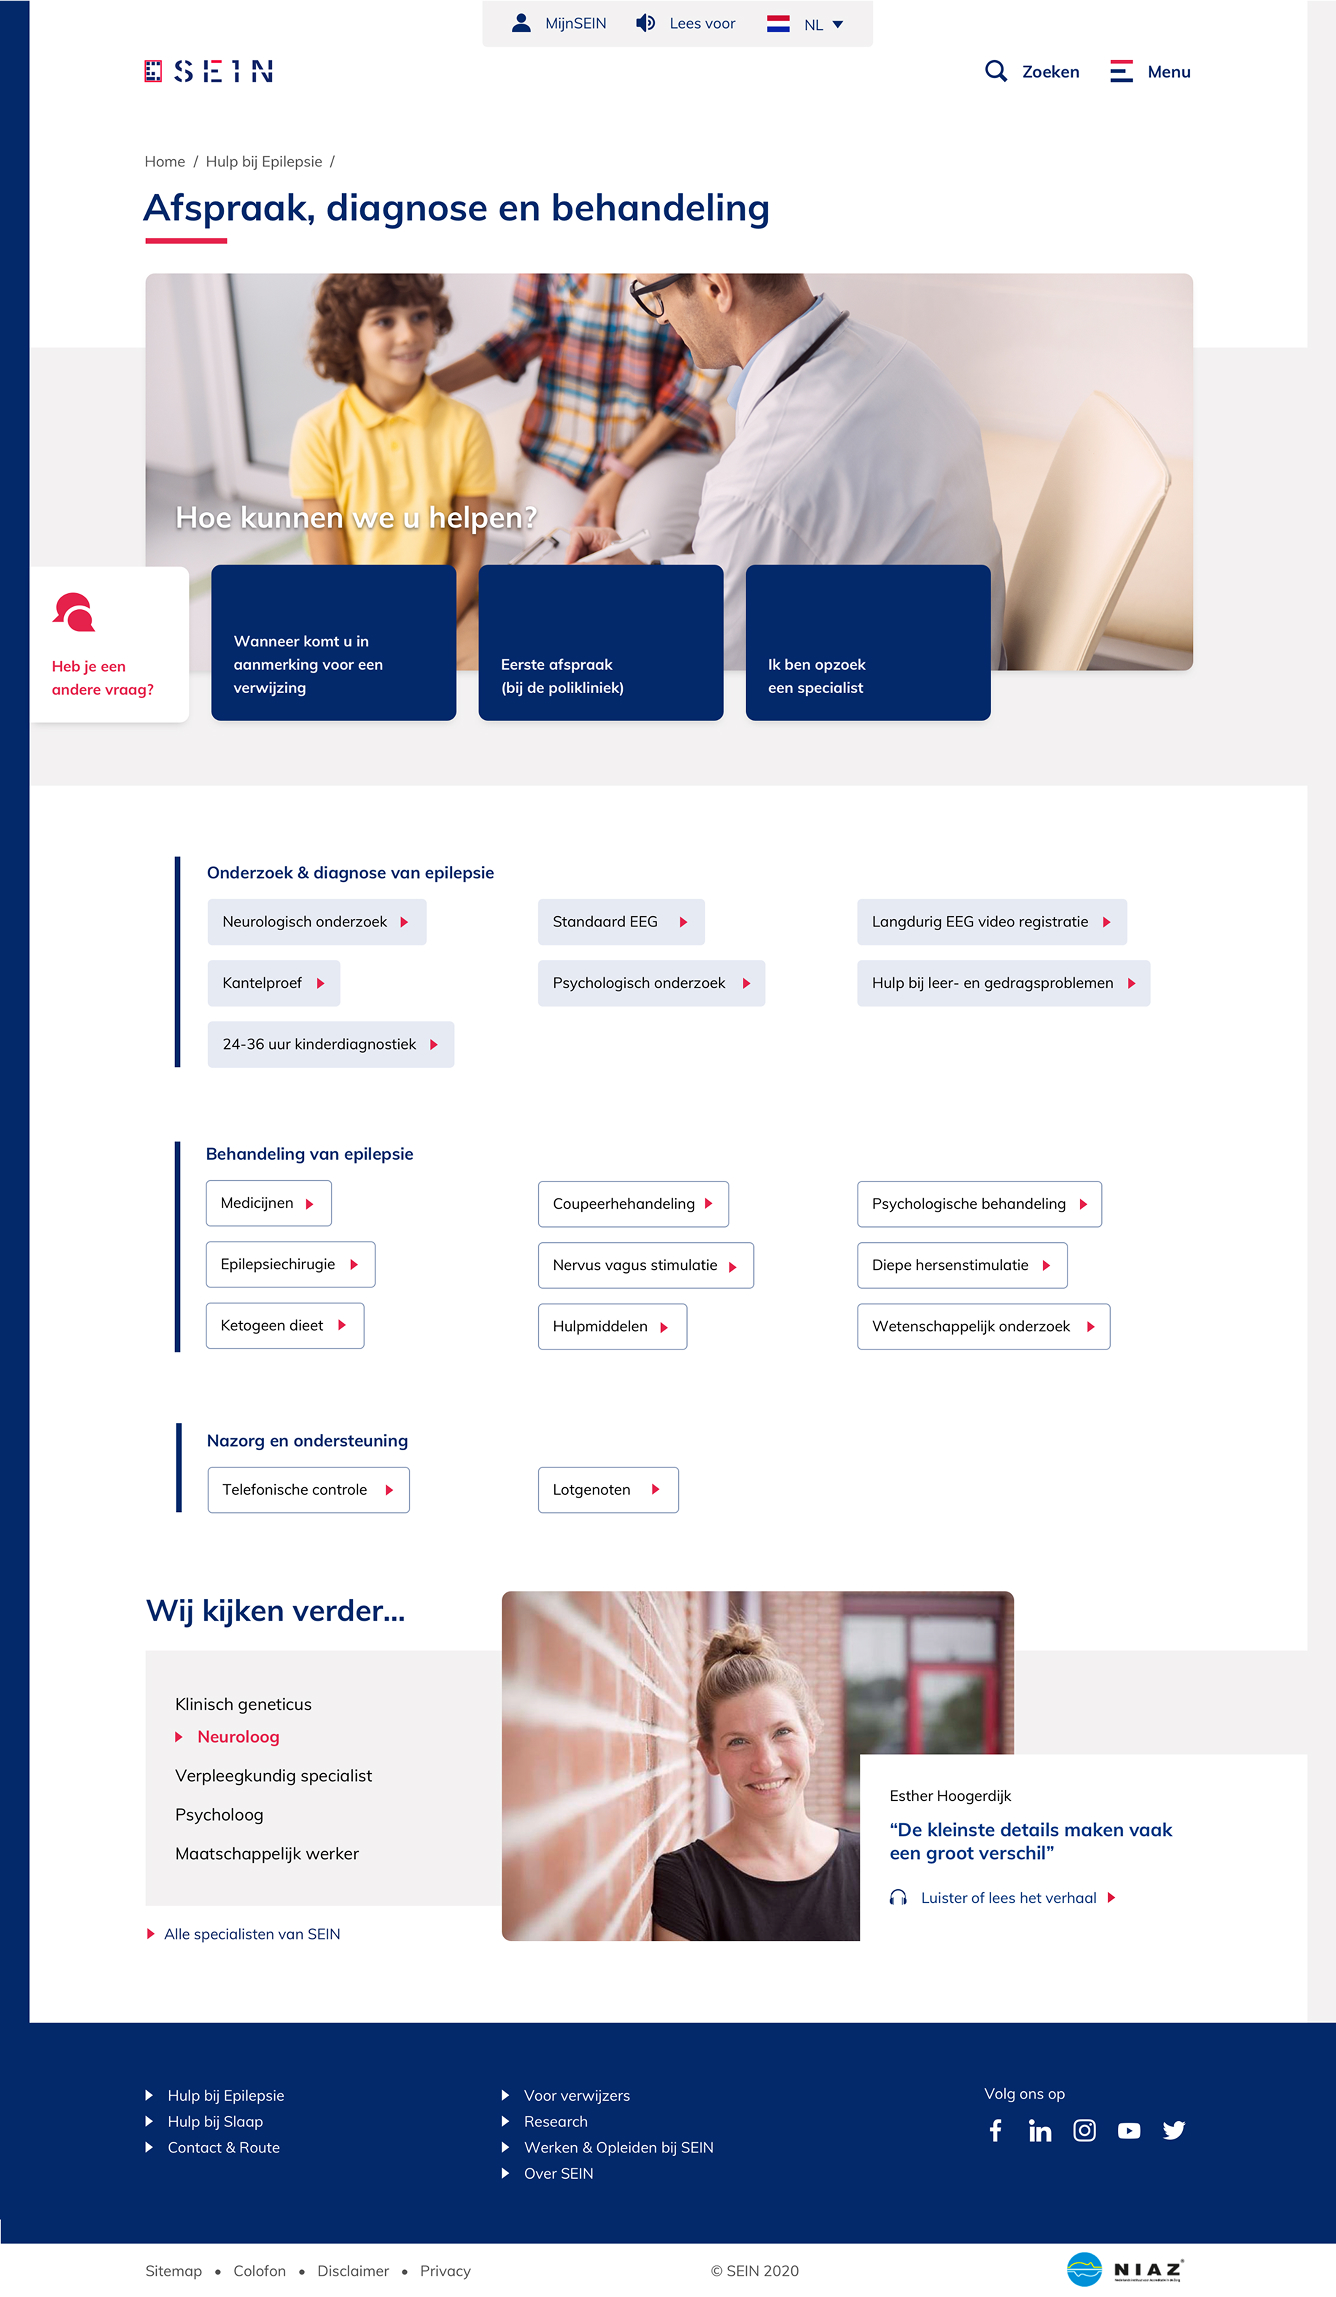 MijnSEIN
Lees voor
NL
SEIN
Zoeken
Menu
Home / Hulp bij Epilepsie /
Afspraak, diagnose en behandeling
Hoe kunnen we u helpen?
Heb je een
andere vraag?
Wanneer komt u in
aanmerking voor een
verwijzing
Eerste afspraak
(bij de polikliniek)
Ik ben opzoek
een specialist
Onderzoek & diagnose van epilepsie
Neurologisch onderzoek
Standaard EEG
Langdurig EEG video registratie
Kantelproef
Psychologisch onderzoek
Hulp bij leer- en gedragsproblemen
24-36 uur kinderdiagnostiek
Behandeling van epilepsie
Medicijnen
Coupeerhehandeling
Psychologische behandeling
Epilepsiechirugie
Nervus vagus stimulatie
Diepe hersenstimulatie
Ketogeen dieet
Hulpmiddelen
Wetenschappelijk onderzoek
Nazorg en ondersteuning
Telefonische controle
Lotgenoten
Wij kijken verder...
Klinisch geneticus
Neuroloog
Verpleegkundig specialist
Psycholoog
Maatschappelijk werker
Alle specialisten van SEIN
Esther Hoogerdijk
“De kleinste details maken vaak
een groot verschil”
Luister of lees het verhaal
Hulp bij Epilepsie
Hulp bij Slaap
Contact & Route
Voor verwijzers
Research
Werken & Opleiden bij SEIN
Over SEIN
Volg ons op
Sitemap • Colofon • Disclaimer • Privacy
© SEIN 2020
NIAZ